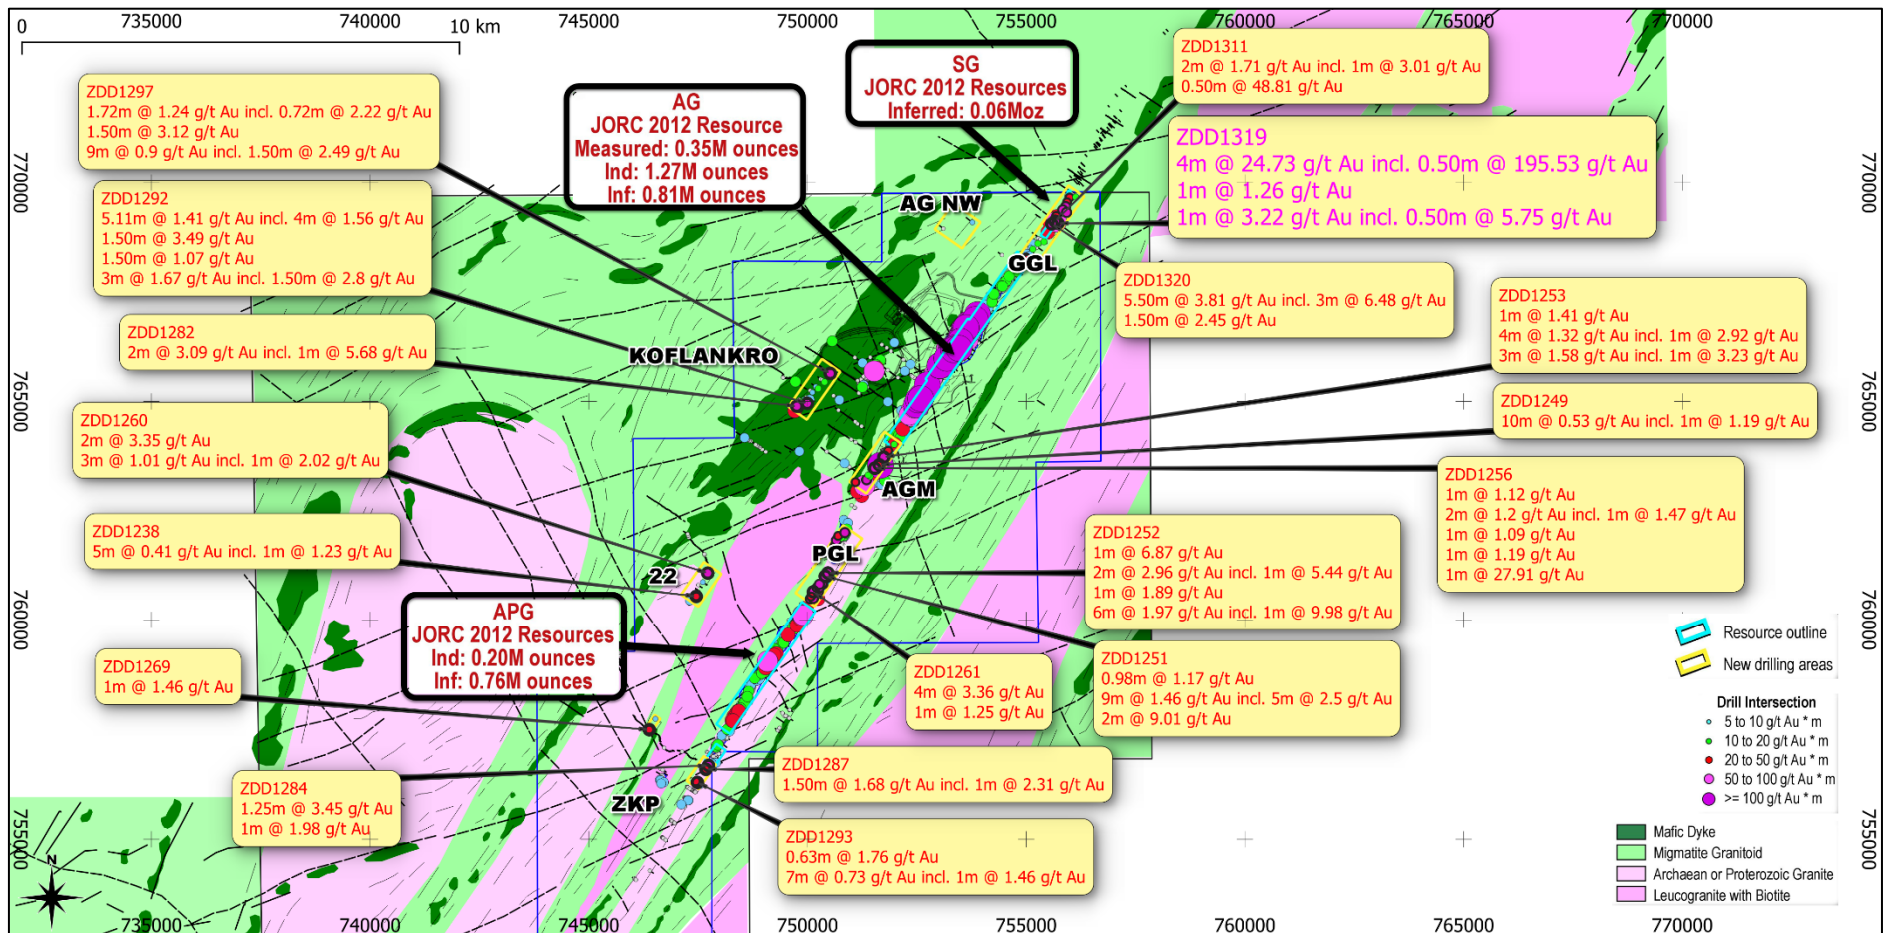 735000 740000 745000 750000 755000 760000 765000 770000
0 10 km
ZDD1297
1.72m @ 1.24 g/t Au incl. 0.72m @ 2.22 g/t Au
1.50m @ 3.12 g/t Au
9m @ 0.9 g/t Au incl. 1.50m @ 2.49 g/t Au
ZDD1292
5.11m @ 1.41 g/t Au incl. 4m @ 1.56 g/t Au
1.50m @ 3.49 g/t Au
1.50m @ 1.07 g/t Au
3m @ 1.67 g/t Au incl. 1.50m @ 2.8 g/t Au
ZDD1282
2m @ 3.09 g/t Au incl. 1m @ 5.68 g/t Au
ZDD1260
2m @ 3.35 g/t Au
3m @ 1.01 g/t Au incl. 1m @ 2.02 g/t Au
ZDD1238
5m @ 0.41 g/t Au incl. 1m @ 1.23 g/t Au
ZDD1269
1m @ 1.46 g/t Au
ZDD1284
1.25m @ 3.45 g/t Au
1m @ 1.98 g/t Au
AG
JORC 2012 Resource
Measured: 0.35M ounces
Ind: 1.27M ounces
Inf: 0.81M ounces
SG
JORC 2012 Resources
Inferred: 0.06Moz
APG
JORC 2012 Resources
Ind: 0.20M ounces
Inf: 0.76M ounces
AG NW
GGL
KOFLANKRO
AGM
PGL
22
ZKP
ZDD1311
2m @ 1.71 g/t Au incl. 1m @ 3.01 g/t Au
0.50m @ 48.81 g/t Au
ZDD1319
4m @ 24.73 g/t Au incl. 0.50m @ 195.53 g/t Au
1m @ 1.26 g/t Au
1m @ 3.22 g/t Au incl. 0.50m @ 5.75 g/t Au
ZDD1320
5.50m @ 3.81 g/t Au incl. 3m @ 6.48 g/t Au
1.50m @ 2.45 g/t Au
ZDD1253
1m @ 1.41 g/t Au
4m @ 1.32 g/t Au incl. 1m @ 2.92 g/t Au
3m @ 1.58 g/t Au incl. 1m @ 3.23 g/t Au
ZDD1249
10m @ 0.53 g/t Au incl. 1m @ 1.19 g/t Au
ZDD1256
1m @ 1.12 g/t Au
2m @ 1.2 g/t Au incl. 1m @ 1.47 g/t Au
1m @ 1.09 g/t Au
1m @ 1.19 g/t Au
1m @ 27.91 g/t Au
ZDD1252
1m @ 6.87 g/t Au
2m @ 2.96 g/t Au incl. 1m @ 5.44 g/t Au
1m @ 1.89 g/t Au
6m @ 1.97 g/t Au incl. 1m @ 9.98 g/t Au
ZDD1251
0.98m @ 1.17 g/t Au
9m @ 1.46 g/t Au incl. 5m @ 2.5 g/t Au
2m @ 9.01 g/t Au
ZDD1261
4m @ 3.36 g/t Au
1m @ 1.25 g/t Au
ZDD1287
1.50m @ 1.68 g/t Au incl. 1m @ 2.31 g/t Au
ZDD1293
0.63m @ 1.76 g/t Au
7m @ 0.73 g/t Au incl. 1m @ 1.46 g/t Au
Resource outline
New drilling areas
Drill Intersection
5 to 10 g/t Au * m
10 to 20 g/t Au * m
20 to 50 g/t Au * m
50 to 100 g/t Au * m
>= 100 g/t Au * m
Mafic Dyke
Migmatite Granitoid
Archaean or Proterozoic Granite
Leucogranite with Biotite
770000
765000
760000
755000
770000
765000
760000
755000
N
735000 740000 745000 750000 755000 760000 765000 770000